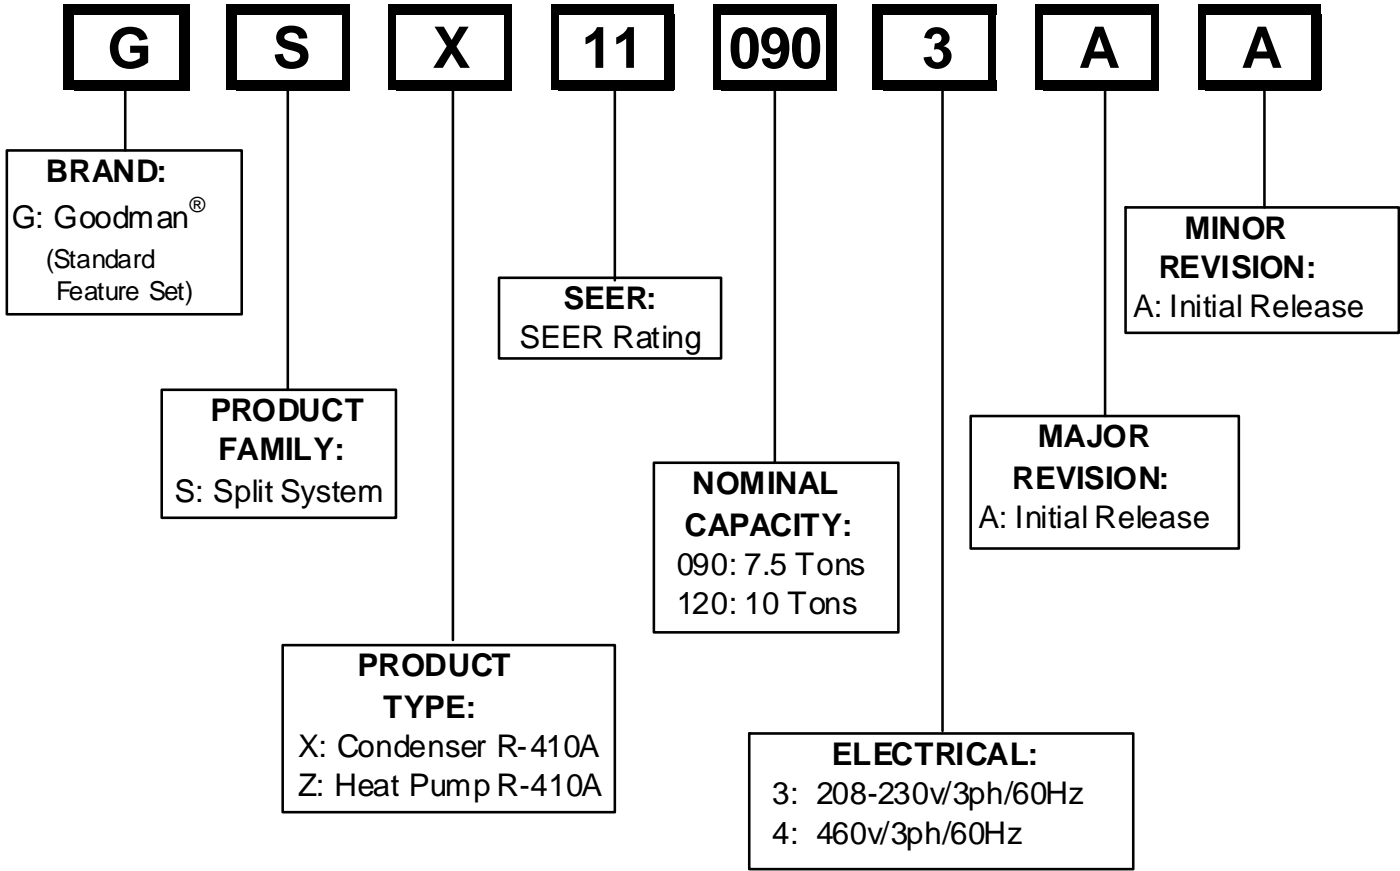 G S X 11 090 3 A A
BRAND:
G: Goodman®
(Standard
Feature Set)
PRODUCT
FAMILY:
S: Split System
PRODUCT
TYPE:
X: Condenser R-410A
Z: Heat Pump R-410A
SEER:
SEER Rating
NOMINAL
CAPACITY:
090: 7.5 Tons
120: 10 Tons
ELECTRICAL:
3: 208-230v/3ph/60Hz
4: 460v/3ph/60Hz
MAJOR
REVISION:
A: Initial Release
MINOR
REVISION:
A: Initial Release